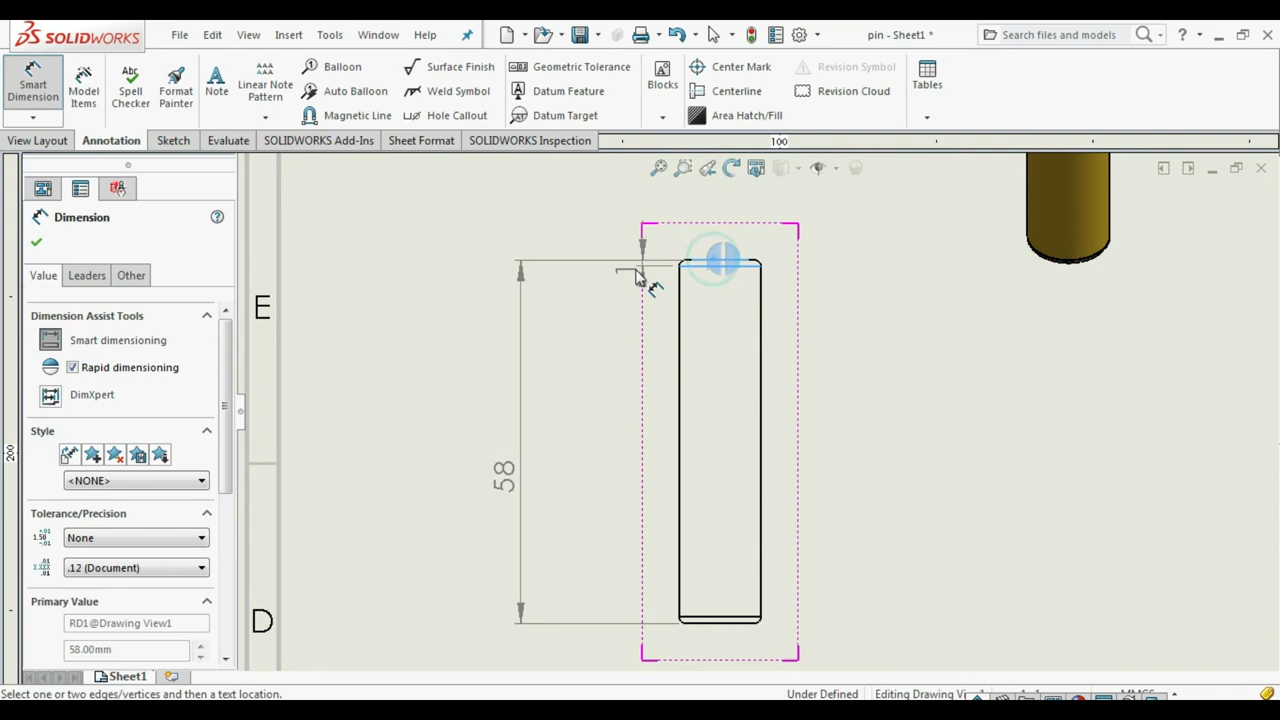 SOLIDWORKS File Edit View Insert Tools Window Help pin - Sheet1 * Search files and models ?
Smart Dimension
Model Items
Spell Checker
Format Painter
Note
Linear Note Pattern
Balloon
Auto Balloon
Magnetic Line
Surface Finish
Weld Symbol
Hole Callout
Geometric Tolerance
Datum Feature
Datum Target
Blocks
Center Mark
Centerline
Area Hatch/Fill
Revision Symbol
Revision Cloud
Tables
View Layout Annotation Sketch Evaluate SOLIDWORKS Add-Ins Sheet Format SOLIDWORKS Inspection
100
Dimension
Value Leaders Other
Dimension Assist Tools
Smart dimensioning
Rapid dimensioning
DimXpert
Style
<NONE>
Tolerance/Precision
None
.12 (Document)
Primary Value
RD1@Drawing View1
58.00mm
200
E
D
58
Sheet1
Select one or two edges/vertices and then a text location.
Under Defined